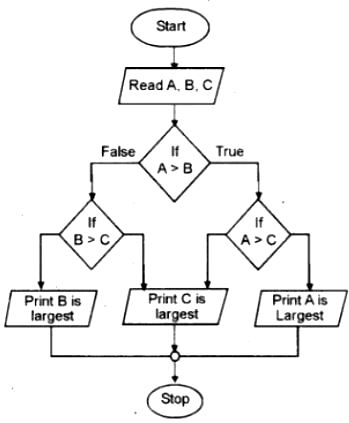 Start
Read A, B, C
False
If
A > B
True
If
B > C
If
A > C
Print B is
largest
Print C is
largest
Print A is
Largest
Stop